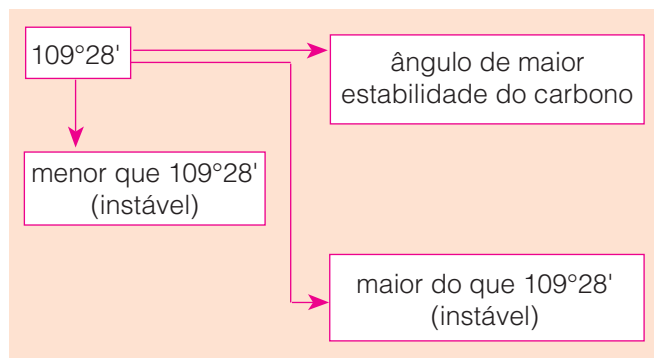 109°28'
ângulo de maior
estabilidade do carbono
menor que 109°28'
(instável)
maior do que 109°28'
(instável)